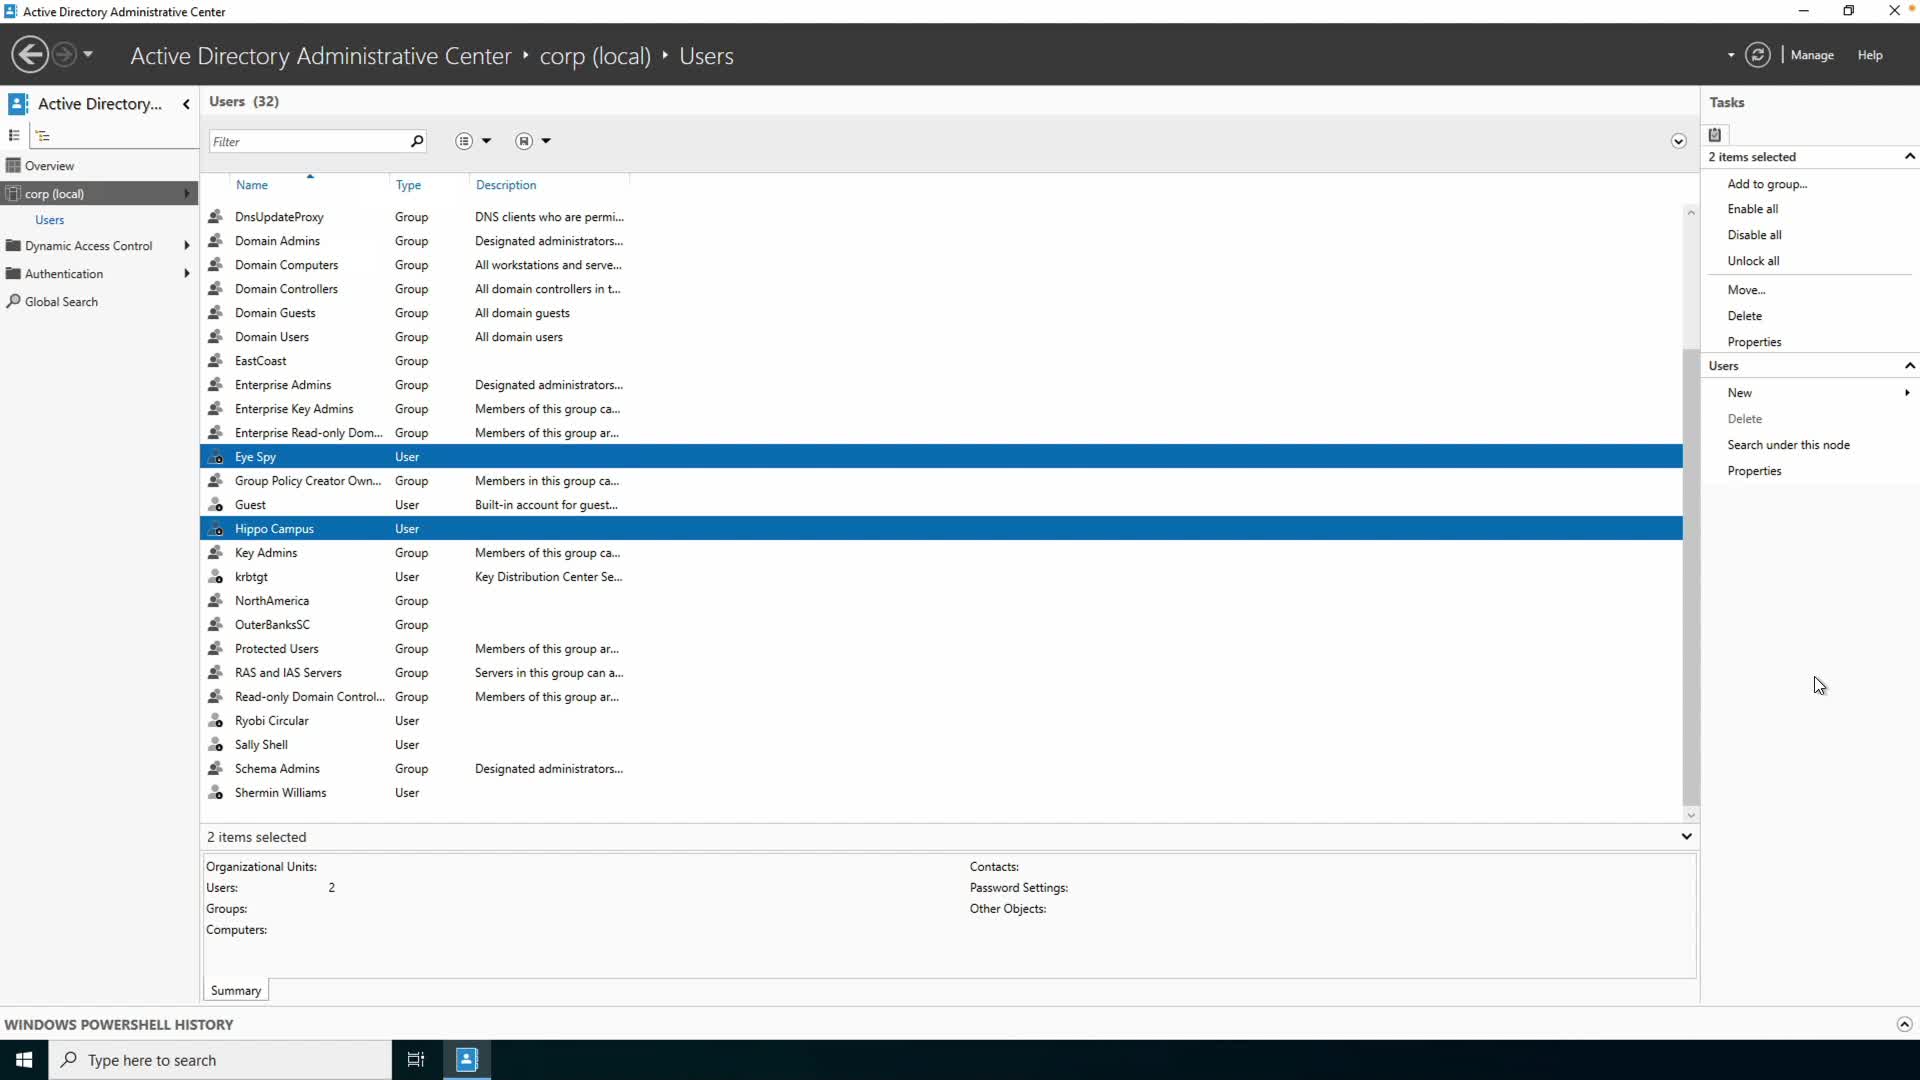 Active Directory Administrative Center
Active Directory Administrative Center • corp (local) • Users
Manage
Help
Active Directory...
Overview
corp (local)
Users
Dynamic Access Control
Authentication
Global Search
Users (32)
Filter
Name Type Description
DnsUpdateProxy Group DNS clients who are permi...
Domain Admins Group Designated administrators...
Domain Computers Group All workstations and serve...
Domain Controllers Group All domain controllers in t...
Domain Guests Group All domain guests
Domain Users Group All domain users
EastCoast Group
Enterprise Admins Group Designated administrators...
Enterprise Key Admins Group Members of this group ca...
Enterprise Read-only Dom... Group Members of this group ar...
Eye Spy User
Group Policy Creator Own... Group Members in this group ca...
Guest User Built-in account for guest...
Hippo Campus User
Key Admins Group Members of this group ca...
krbtgt User Key Distribution Center Se...
NorthAmerica Group
OuterBanksSC Group
Protected Users Group Members of this group ar...
RAS and IAS Servers Group Servers in this group can a...
Read-only Domain Control... Group Members of this group ar...
Ryobi Circular User
Sally Shell User
Schema Admins Group Designated administrators...
Shermin Williams User
2 items selected
Organizational Units:
Users: 2
Groups:
Computers:
Contacts:
Password Settings:
Other Objects:
Summary
Tasks
2 items selected
Add to group...
Enable all
Disable all
Unlock all
Move...
Delete
Properties
Users
New
Delete
Search under this node
Properties
WINDOWS POWERSHELL HISTORY
Type here to search